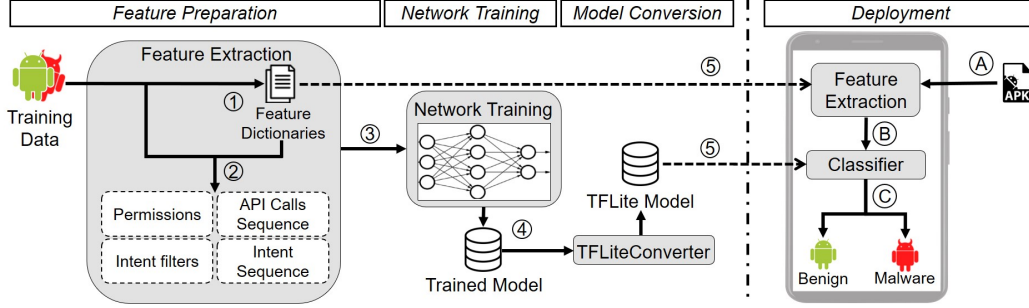 Feature Preparation
Network Training
Model Conversion
Deployment
Training
Data
Feature Extraction
①
Feature
Dictionaries
②
Permissions
API Calls
Sequence
Intent filters
Intent
Sequence
③
Network Training
④
Trained Model
TFLiteConverter
TFLite Model
⑤
⑤
Feature
Extraction
Ⓐ
APK
Ⓑ
Classifier
Ⓒ
Benign
Malware